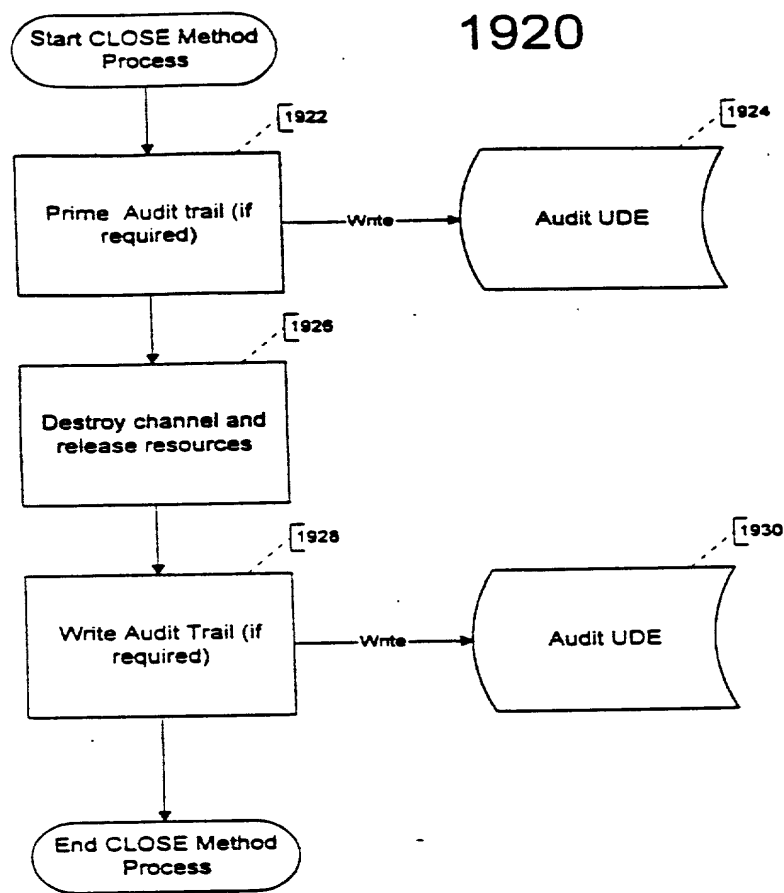 1920
Start CLOSE Method
Process
1922
1924
Prime Audit trail (if
required)
Write
Audit UDE
1926
Destroy channel and
release resources
1928
1930
Write Audit Trail (if
required)
Write
Audit UDE
End CLOSE Method
Process